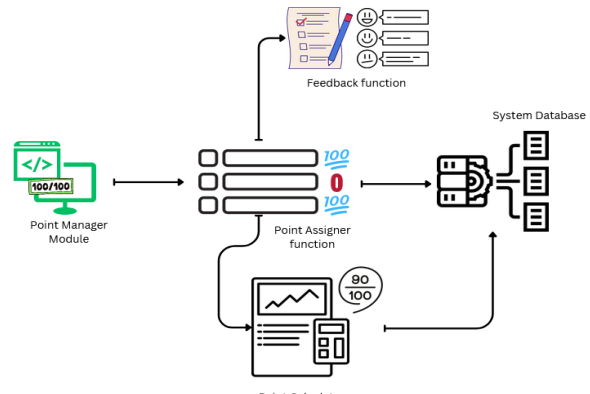 Feedback function
System Database
</>
100/100
100
0
100
Point Manager
Module
Point Assigner
function
90
100